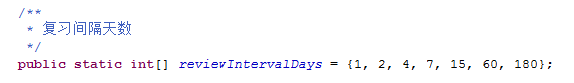 /**
 * 复习间隔天数
 */
public static int[] reviewIntervalDays = {1, 2, 4, 7, 15, 60, 180};